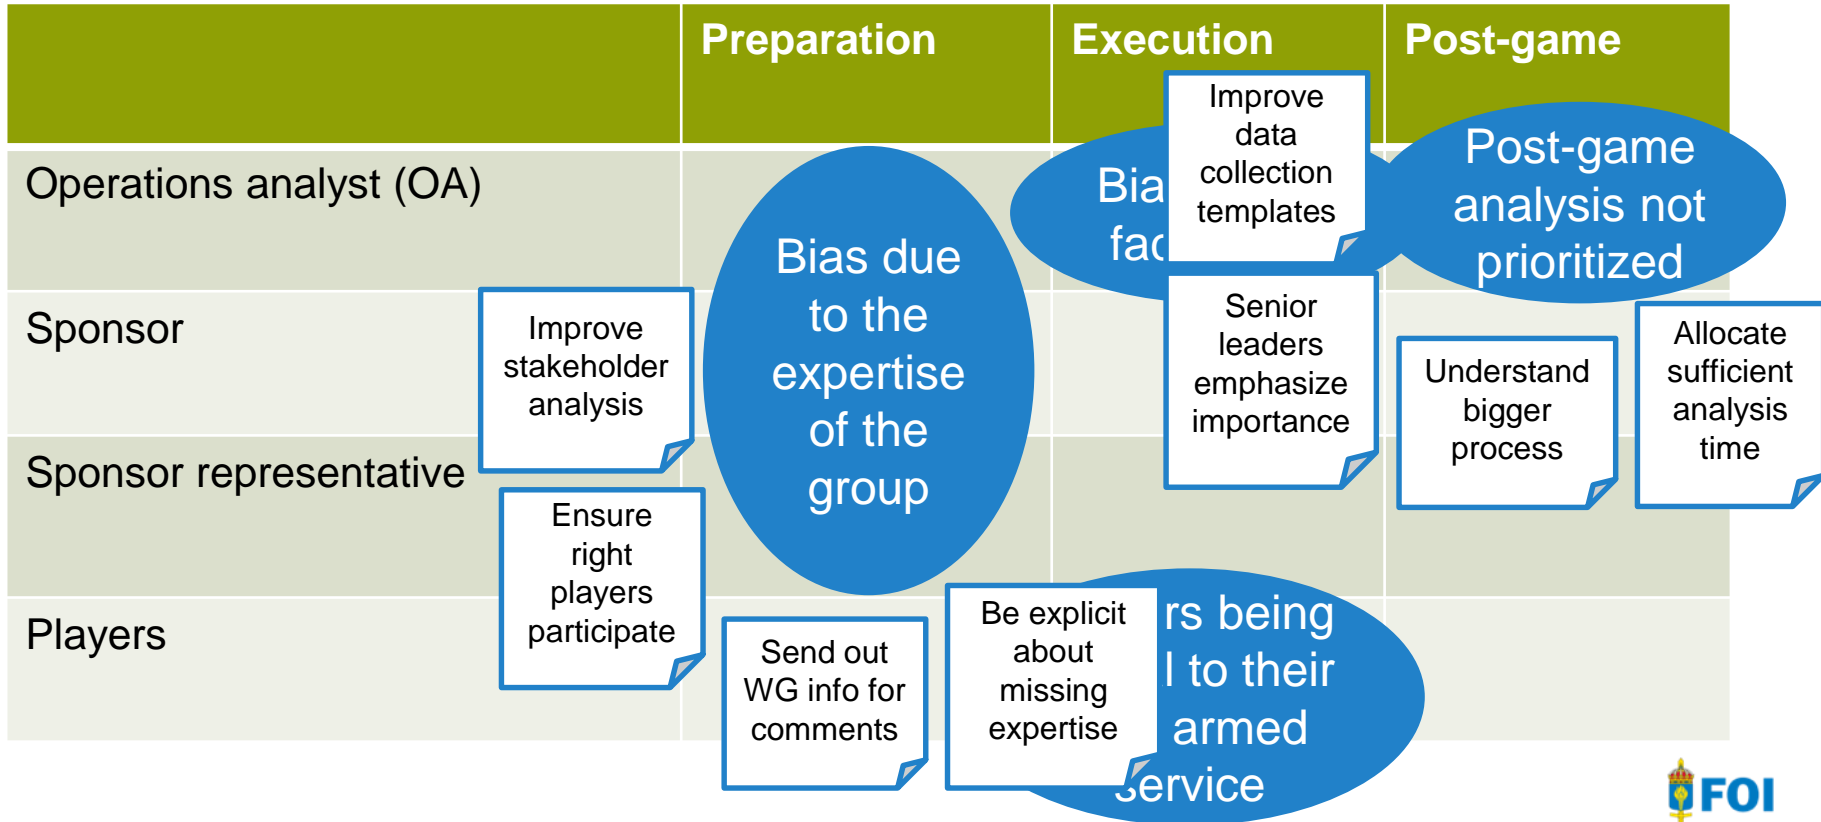 Preparation
Execution
Post-game
Operations analyst (OA)
Sponsor
Sponsor representative
Players
Bias due
to the
expertise
of the
group
Improve
data
collection
templates
Post-game
analysis not
prioritized
Improve
stakeholder
analysis
Senior
leaders
emphasize
importance
Understand
bigger
process
Allocate
sufficient
analysis
time
Ensure
right
players
participate
Send out
WG info for
comments
Be explicit
about
missing
expertise
being
to their
armed
service
FOI